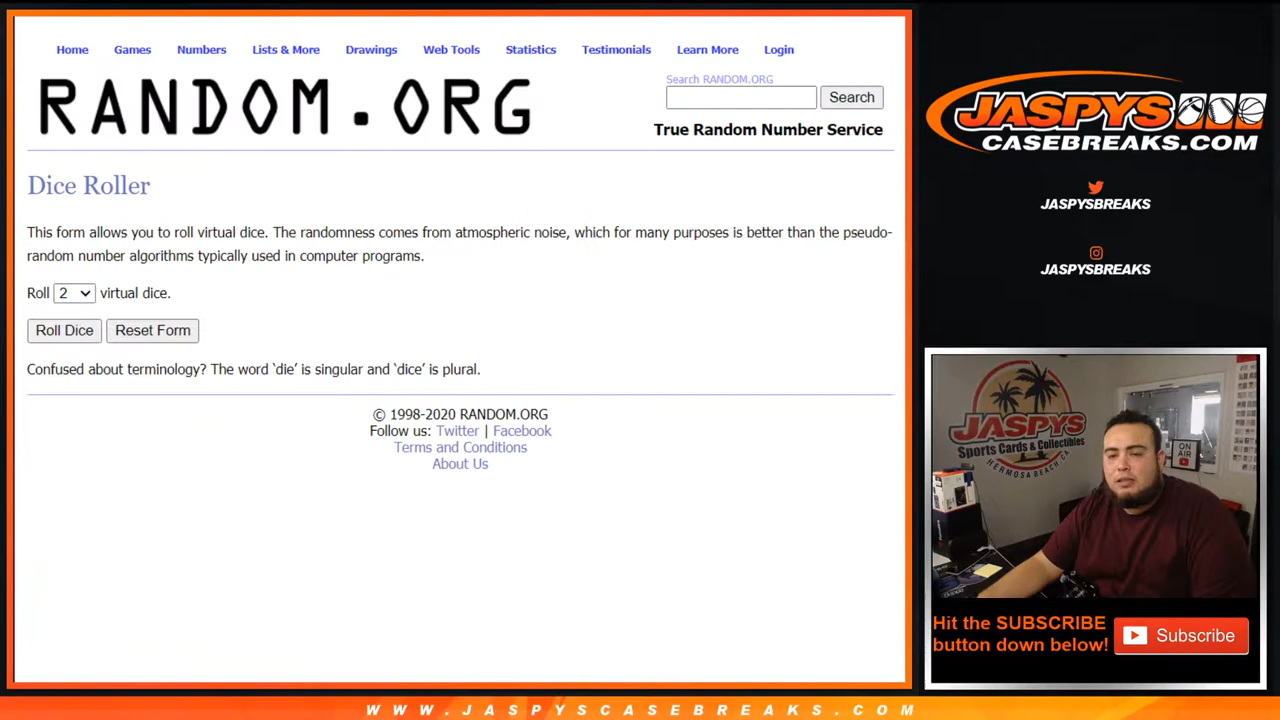 Home Games Numbers Lists & More Drawings Web Tools Statistics Testimonials Learn More Login
RANDOM.ORG
Search RANDOM.ORG
Search
True Random Number Service
Dice Roller
This form allows you to roll virtual dice. The randomness comes from atmospheric noise, which for many purposes is better than the pseudo-
random number algorithms typically used in computer programs.
Roll 2 virtual dice.
Roll Dice Reset Form
Confused about terminology? The word ‘die’ is singular and ‘dice’ is plural.
© 1998-2020 RANDOM.ORG
Follow us: Twitter | Facebook
Terms and Conditions
About Us
JASPYS
CASEBREAKS.COM
JASPYSBREAKS
JASPYSBREAKS
JASPYS
Sports Cards & Collectibles
HERMOSA BEACH CA
ON
AIR
Hit the SUBSCRIBE
button down below!
Subscribe
WWW.JASPYSCASEBREAKS.COM